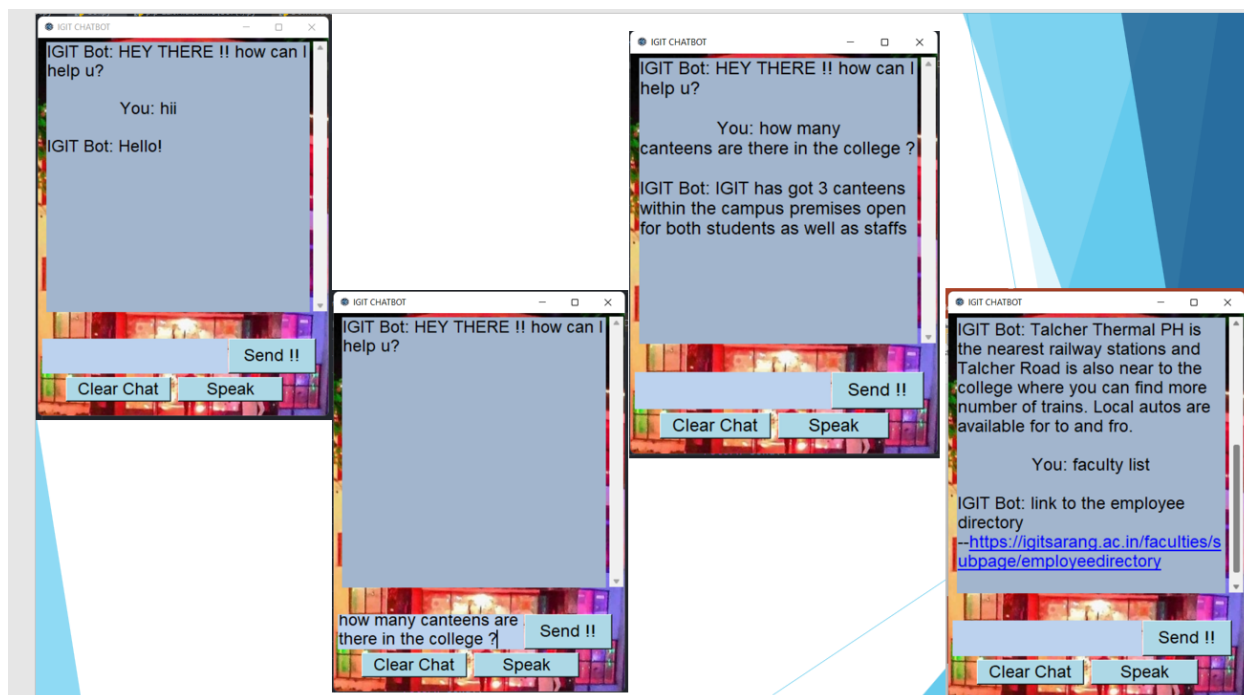 IGIT CHATBOT
IGIT Bot: HEY THERE !! how can I
help u?
You: hii
IGIT Bot: Hello!
Send !!
Clear Chat Speak
IGIT CHATBOT
IGIT Bot: HEY THERE !! how can I
help u?
how many canteens are
there in the college ?
Send !!
Clear Chat Speak
IGIT CHATBOT
IGIT Bot: HEY THERE !! how can I
help u?
You: how many
canteens are there in the college ?
IGIT Bot: IGIT has got 3 canteens
within the campus premises open
for both students as well as staffs
Send !!
Clear Chat Speak
IGIT CHATBOT
IGIT Bot: Talcher Thermal PH is
the nearest railway stations and
Talcher Road is also near to the
college where you can find more
number of trains. Local autos are
available for to and fro.
You: faculty list
IGIT Bot: link to the employee
directory
--https://igitsarang.ac.in/faculties/s
ubpage/employeedirectory
Send !!
Clear Chat Speak